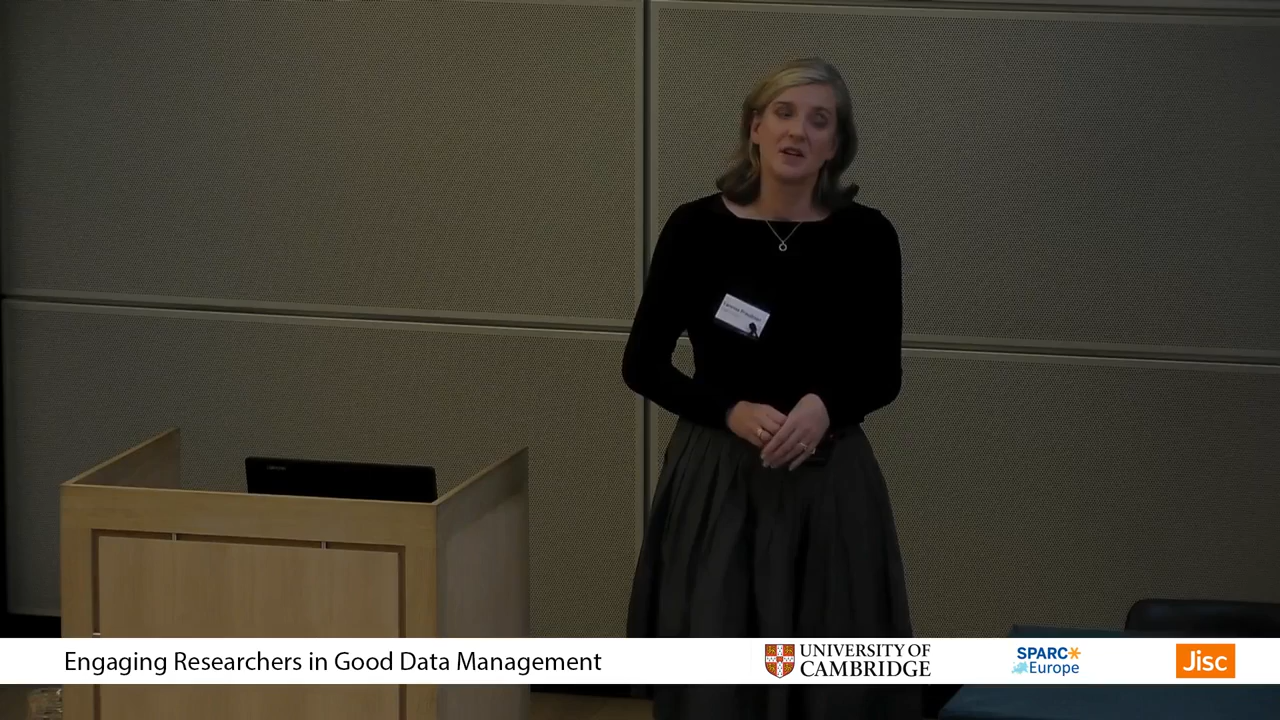 Engaging Researchers in Good Data Management
UNIVERSITY OF
CAMBRIDGE
SPARC*
Europe
Jisc